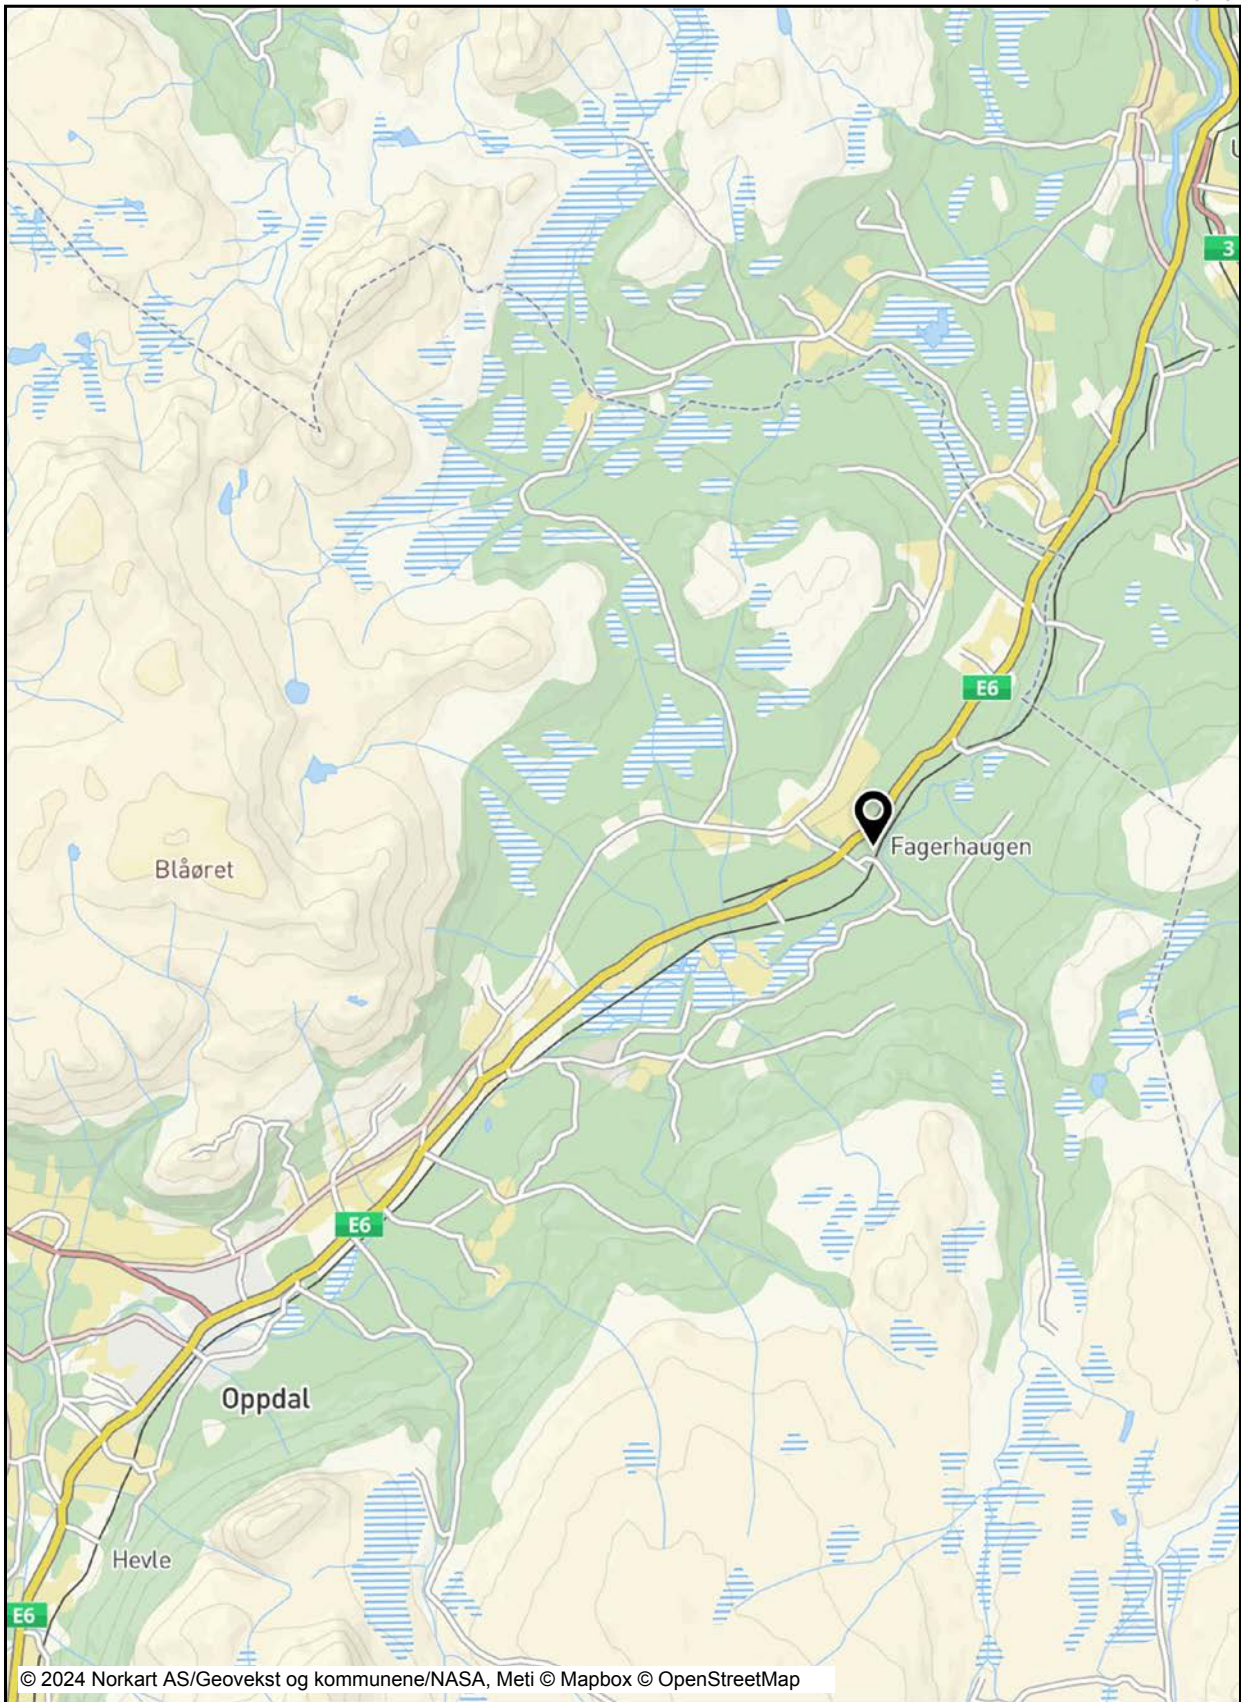 3
E6
Fagerhaugen
Blåøret
E6
Oppdal
Hevle
E6
© 2024 Norkart AS/Geovekst og kommunene/NASA, Meti © Mapbox © OpenStreetMap